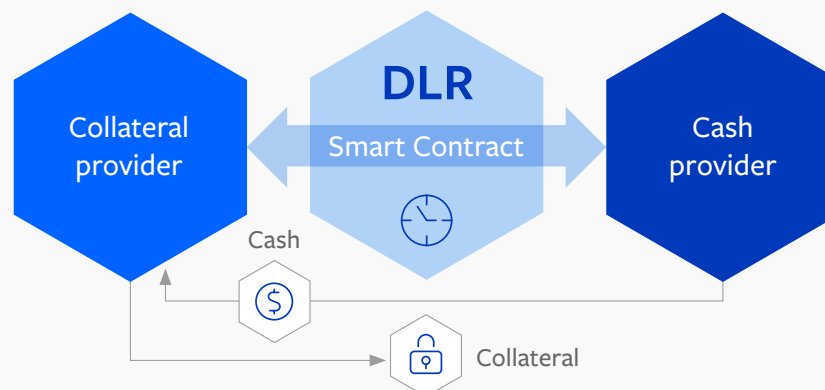 Collateral
provider
DLR
Smart Contract
Cash
provider
Cash
$
Collateral